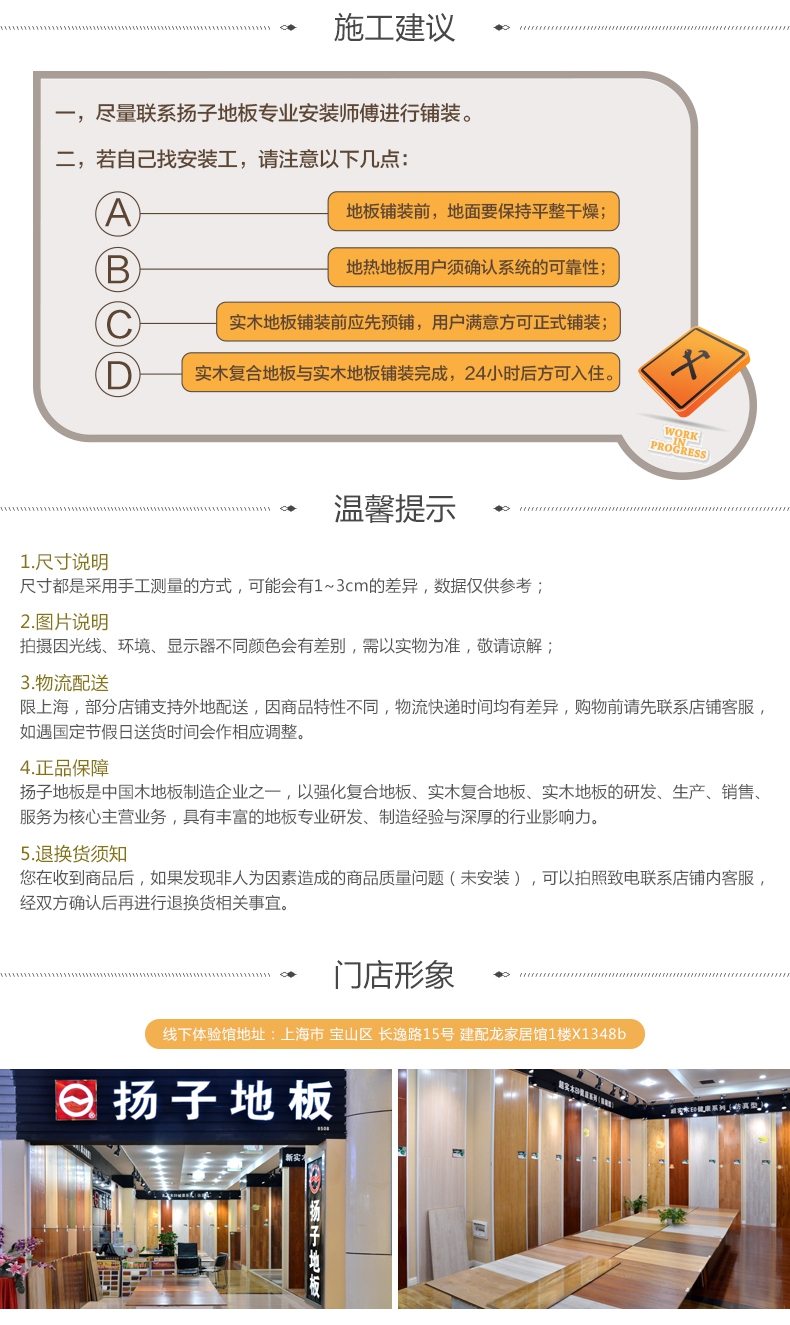 施工建议
一，尽量联系扬子地板专业安装师傅进行铺装。
二，若自己找安装工，请注意以下几点：
A 地板铺装前，地面要保持平整干燥；
B 地热地板用户须确认系统的可靠性；
C 实木地板铺装前应先预铺，用户满意方可正式铺装；
D 实木复合地板与实木地板铺装完成，24小时后方可入住。
WORK
IN
PROGRESS
温馨提示
1.尺寸说明
尺寸都是采用手工测量的方式，可能会有1~3cm的差异，数据仅供参考；
2.图片说明
拍摄因光线、环境、显示器不同颜色会有差别，需以实物为准，敬请谅解；
3.物流配送
限上海，部分店铺支持外地配送，因商品特性不同，物流快递时间均有差异，购物前请先联系店铺客服，
如遇国定节假日送货时间会作相应调整。
4.正品保障
扬子地板是中国木地板制造企业之一，以强化复合地板、实木复合地板、实木地板的研发、生产、销售、
服务为核心主营业务，具有丰富的地板专业研发、制造经验与深厚的行业影响力。
5.退换货须知
您在收到商品后，如果发现非人为因素造成的商品质量问题（未安装），可以拍照致电联系店铺内客服，
经双方确认后再进行退换货相关事宜。
门店形象
线下体验馆地址：上海市 宝山区 长逸路15号 建配龙家居馆1楼X1348b
扬子地板
新实木
扬子地板
超实木E0健康系列（仿真型）